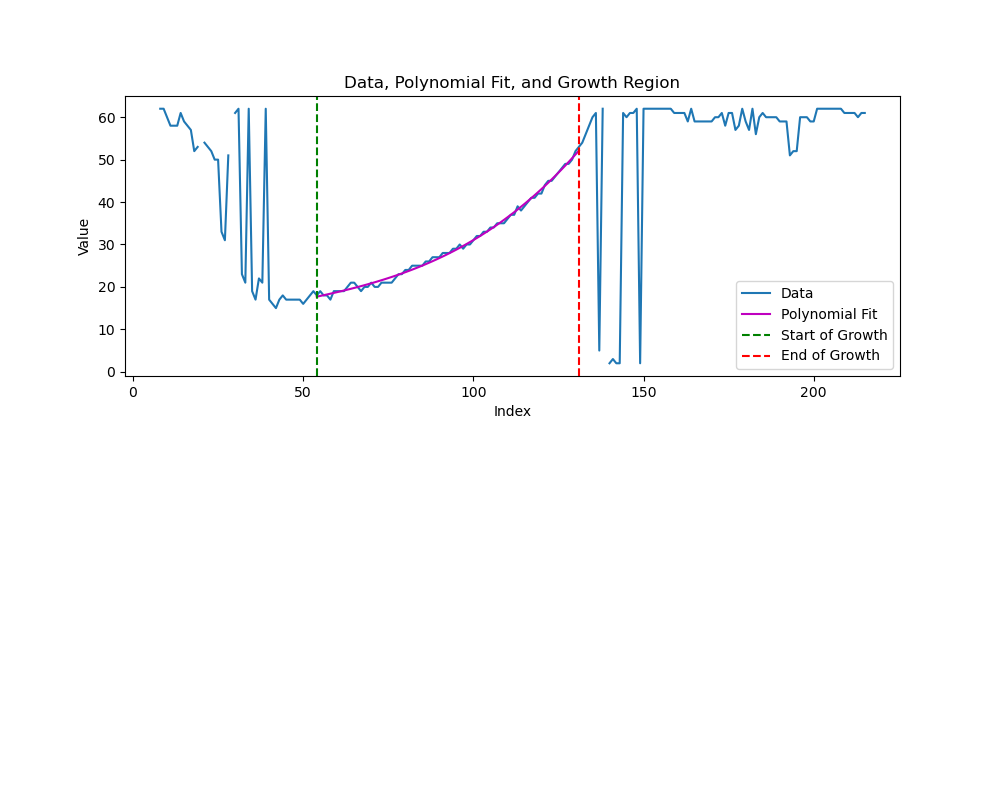 Data, Polynomial Fit, and Growth Region
Value
60
50
40
30
20
10
0
0 50 100 150 200
Index
Data
Polynomial Fit
Start of Growth
End of Growth